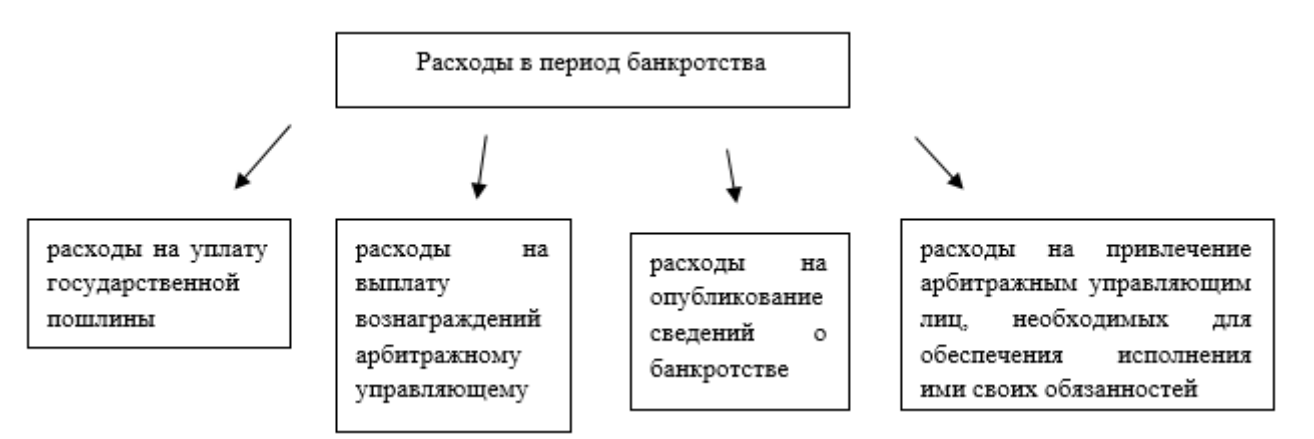 Расходы в период банкротства
расходы на уплату
государственной
пошлины
расходы на
выплату
вознаграждений
арбитражному
управляющему
расходы на
опубликование
сведений о
банкротстве
расходы на привлечение
арбитражным управляющим
лиц, необходимых для
обеспечения исполнения
ими своих обязанностей